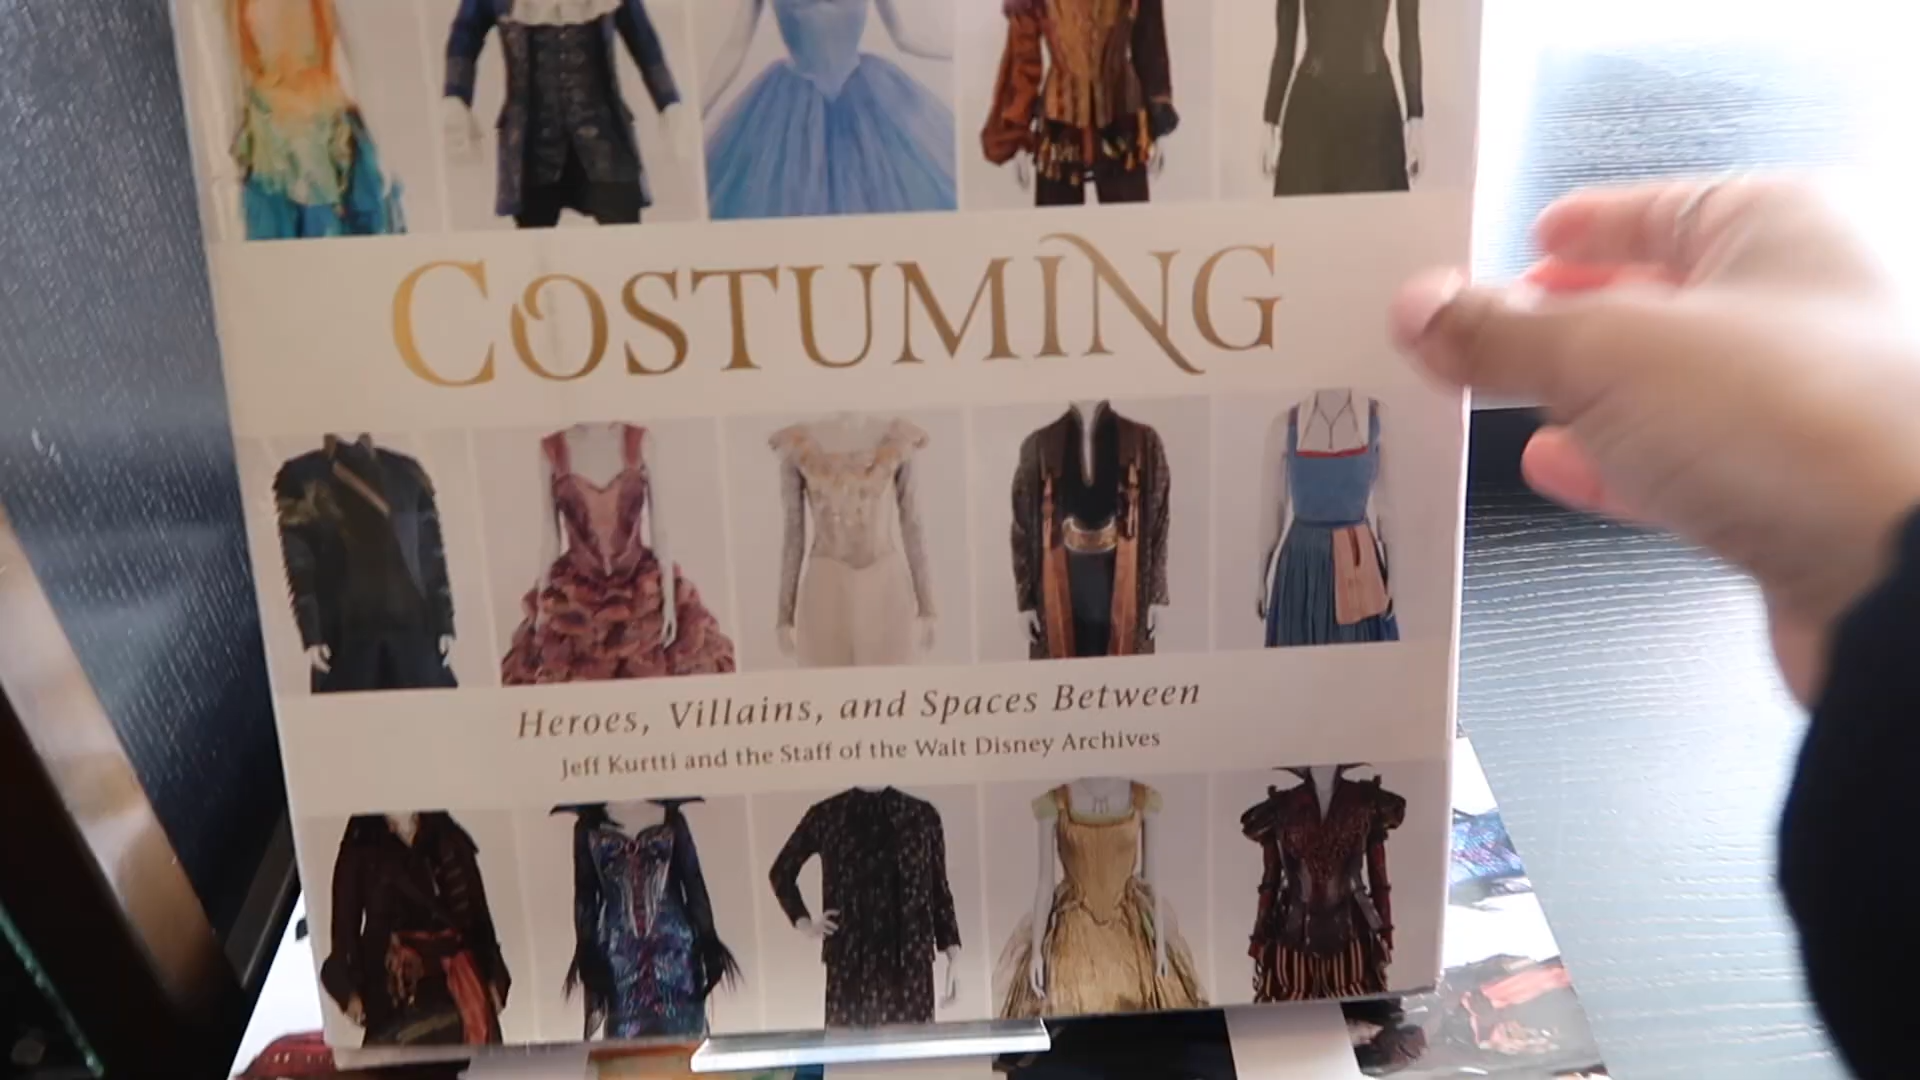 COSTUMING
Heroes, Villains, and Spaces Between
Jeff Kurtti and the Staff of the Walt Disney Archives